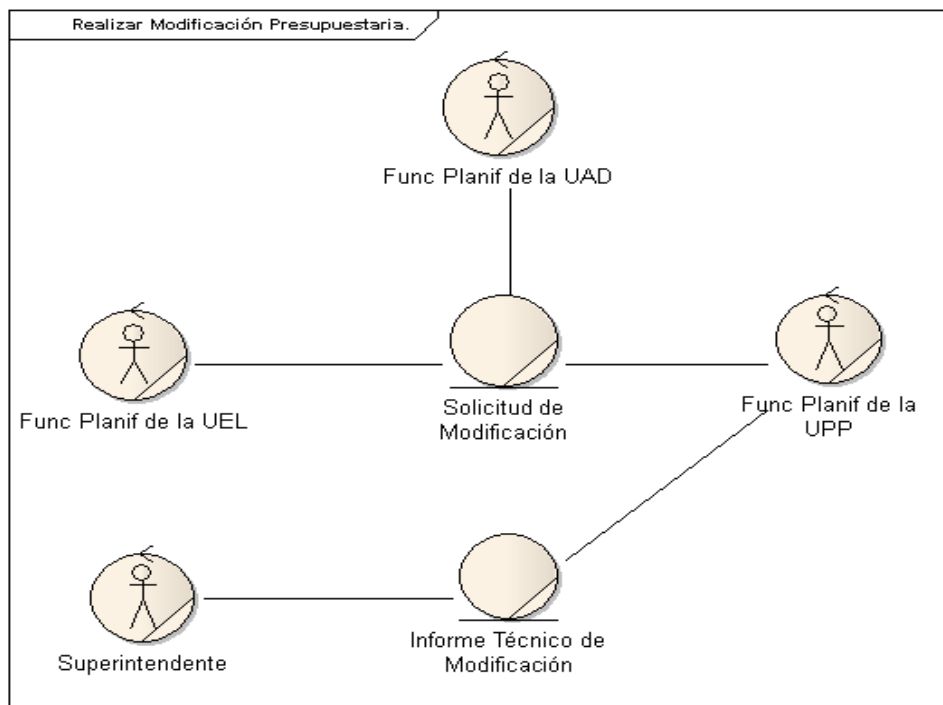 Realizar Modificación Presupuestaria.
Func Planif de la UAD
Func Planif de la UEL
Solicitud de
Modificación
Func Planif de la
UPP
Superintendente
Informe Técnico de
Modificación